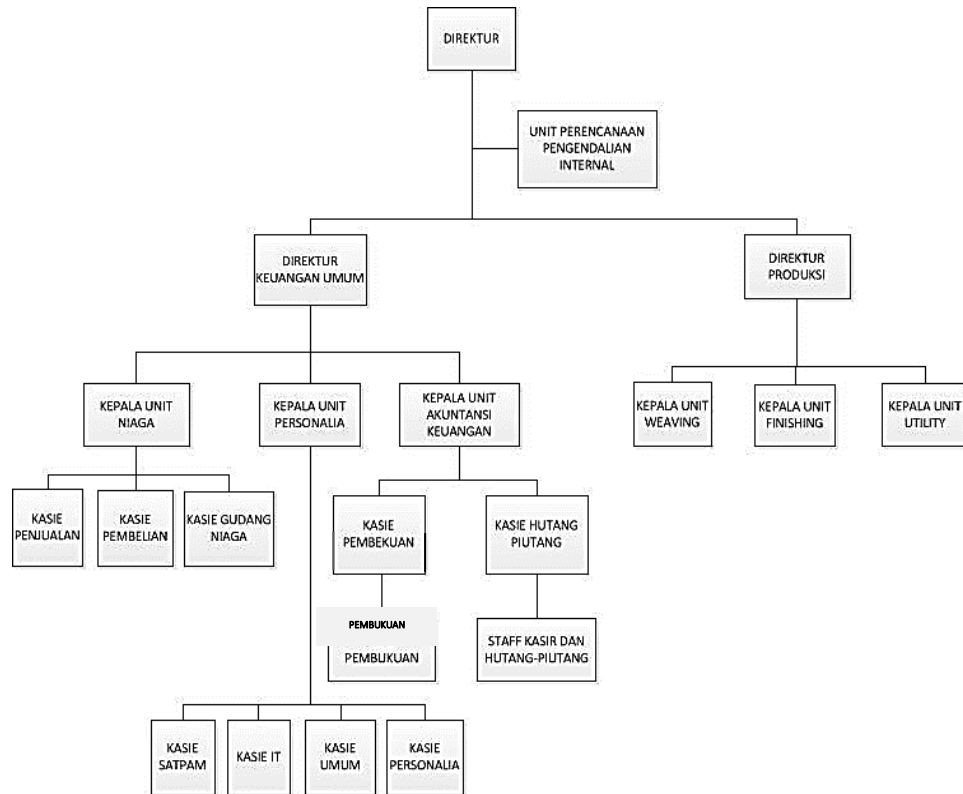 DIREKTUR
UNIT PERENCANAAN
PENGENDALIAN
INTERNAL
DIREKTUR
KEUANGAN UMUM
DIREKTUR
PRODUKSI
KEPALA UNIT
NIAGA
KEPALA UNIT
PERSONALIA
KEPALA UNIT
AKUNTANSI
KEUANGAN
KEPALA UNIT
WEAVING
KEPALA UNIT
FINISHING
KEPALA UNIT
UTILITY
KASIE
PENJUALAN
KASIE
PEMBELIAN
KASIE GUDANG
NIAGA
KASIE
PEMBEKUAN
KASIE HUTANG
PIUTANG
PEMBUKUAN
PEMBUKUAN
STAFF KASIR DAN
HUTANG-PIUTANG
KASIE
SATPAM
KASIE IT
KASIE
UMUM
KASIE
PERSONALIA